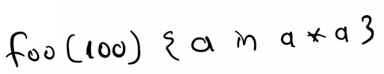 foo(100) { a in a * a }